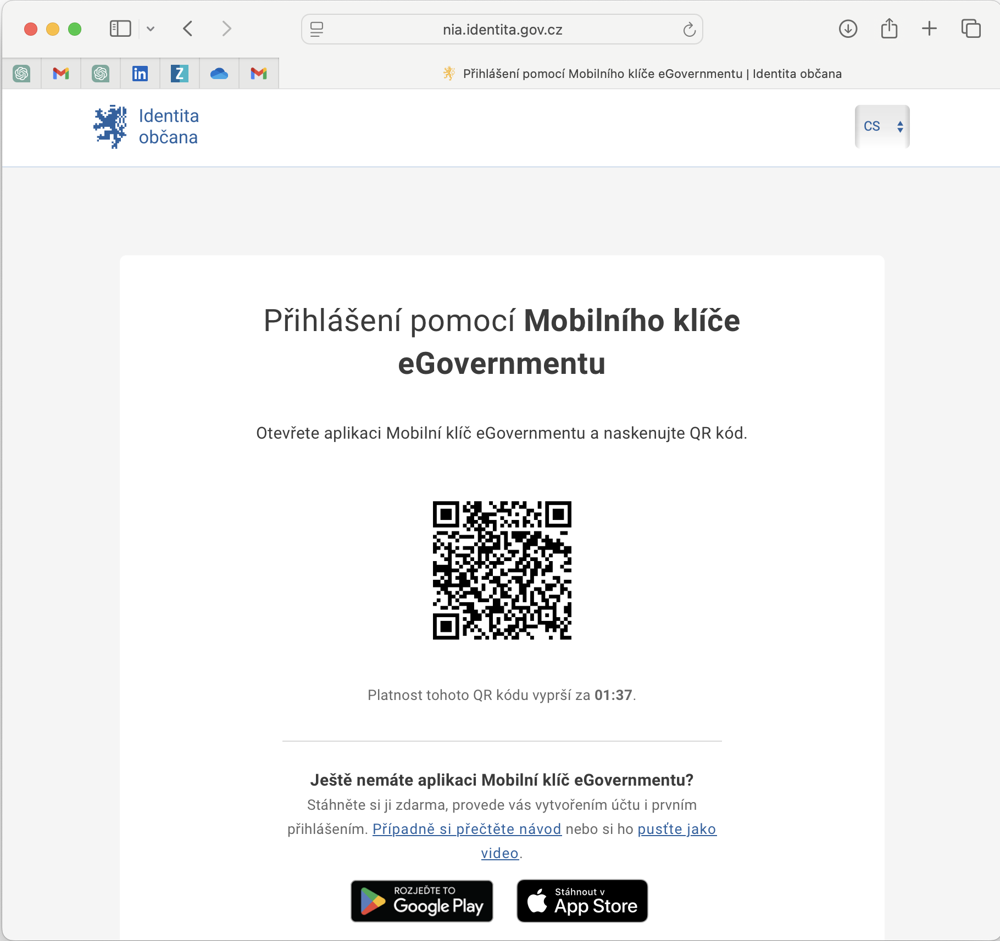 nia.identita.gov.cz
Přihlášení pomocí Mobilního klíče eGovernmentu | Identita občana
Identita
občana
CS
Přihlášení pomocí Mobilního klíče
eGovernmentu
Otevřete aplikaci Mobilní klíč eGovernmentu a naskenujte QR kód.
Platnost tohoto QR kódu vyprší za 01:37.
Ještě nemáte aplikaci Mobilní klíč eGovernmentu?
Stáhněte si ji zdarma, provede vás vytvořením účtu i prvním
přihlášením. Případně si přečtěte návod nebo si ho pusťte jako
video.
ROZJEĎTE TO
Google Play
Stáhnout v
App Store